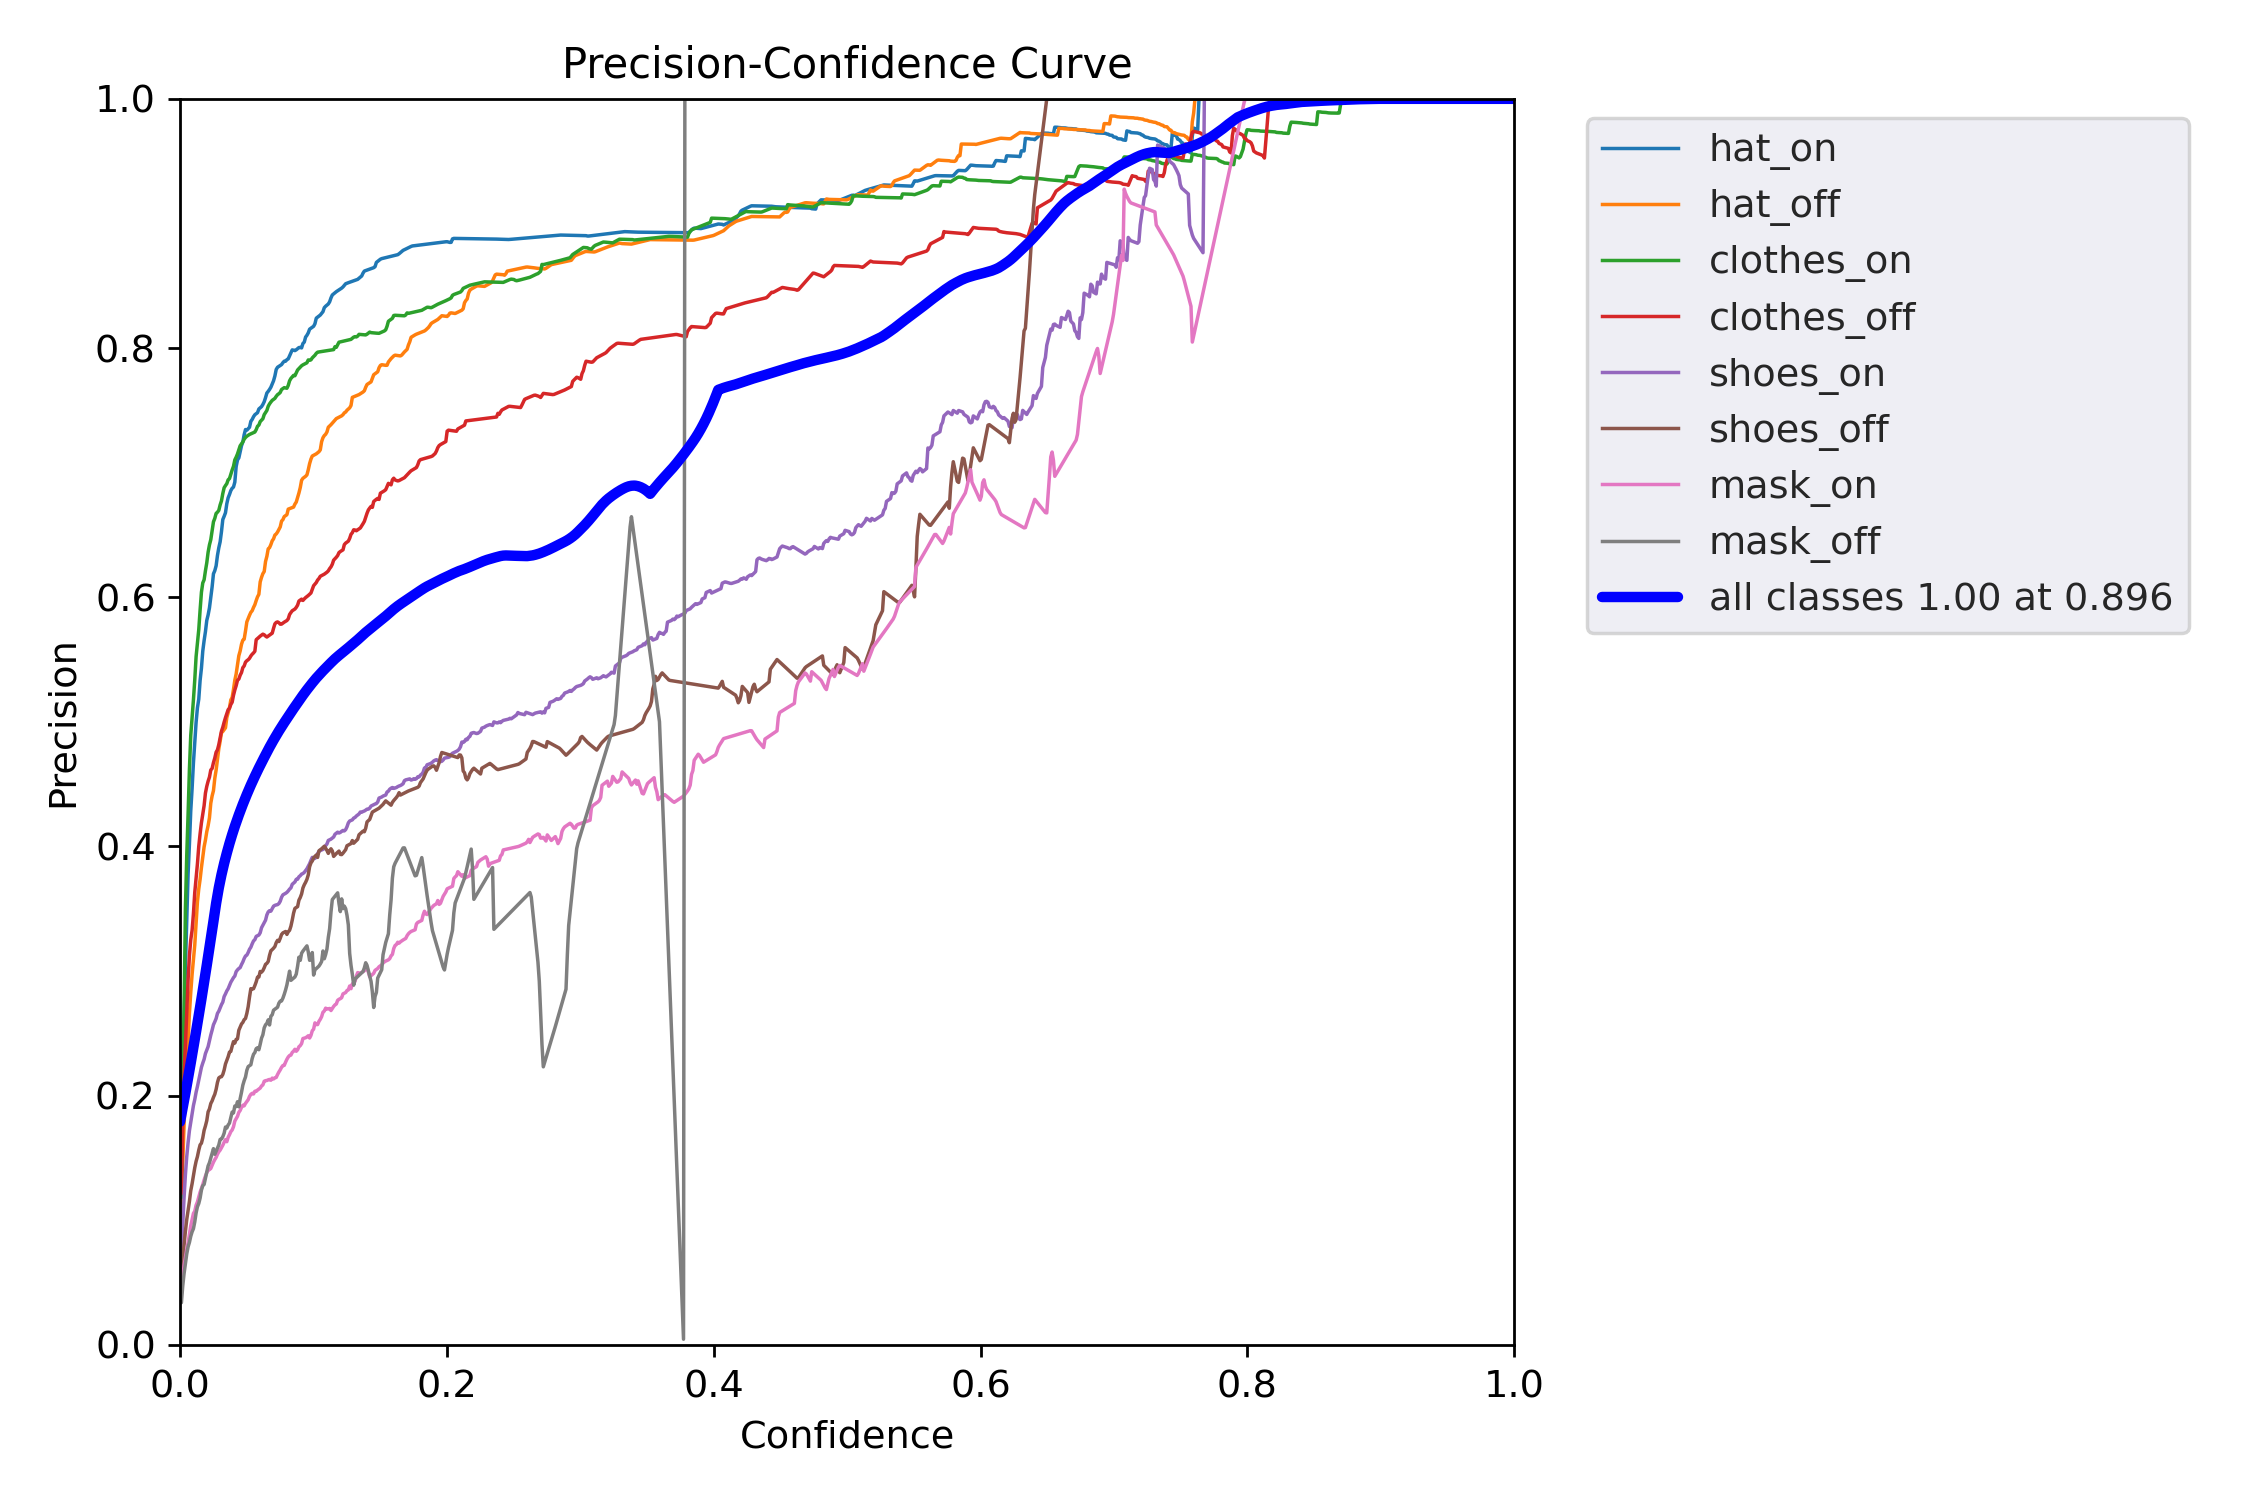 Precision-Confidence Curve
1.0
0.8
0.6
0.4
0.2
0.0
Precision
0.0 0.2 0.4 0.6 0.8 1.0
Confidence
hat_on
hat_off
clothes_on
clothes_off
shoes_on
shoes_off
mask_on
mask_off
all classes 1.00 at 0.896